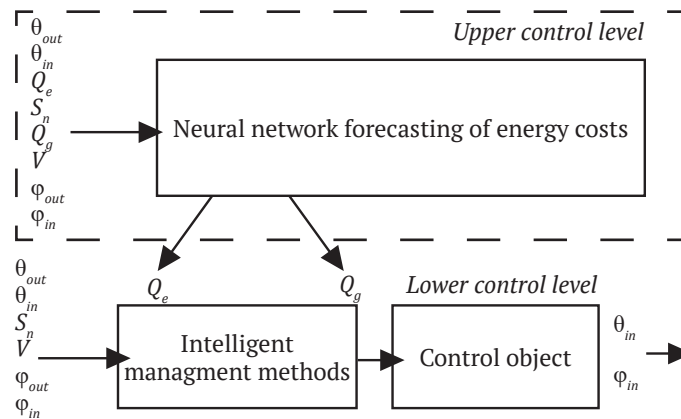 θout
θin
Qe
Sn
Qg
V
φout
φin
Upper control level
Neural network forecasting of energy costs
Qe
Qg
θout
θin
Sn
V
φout
φin
Lower control level
Intelligent
managment methods
Control object
θin
φin